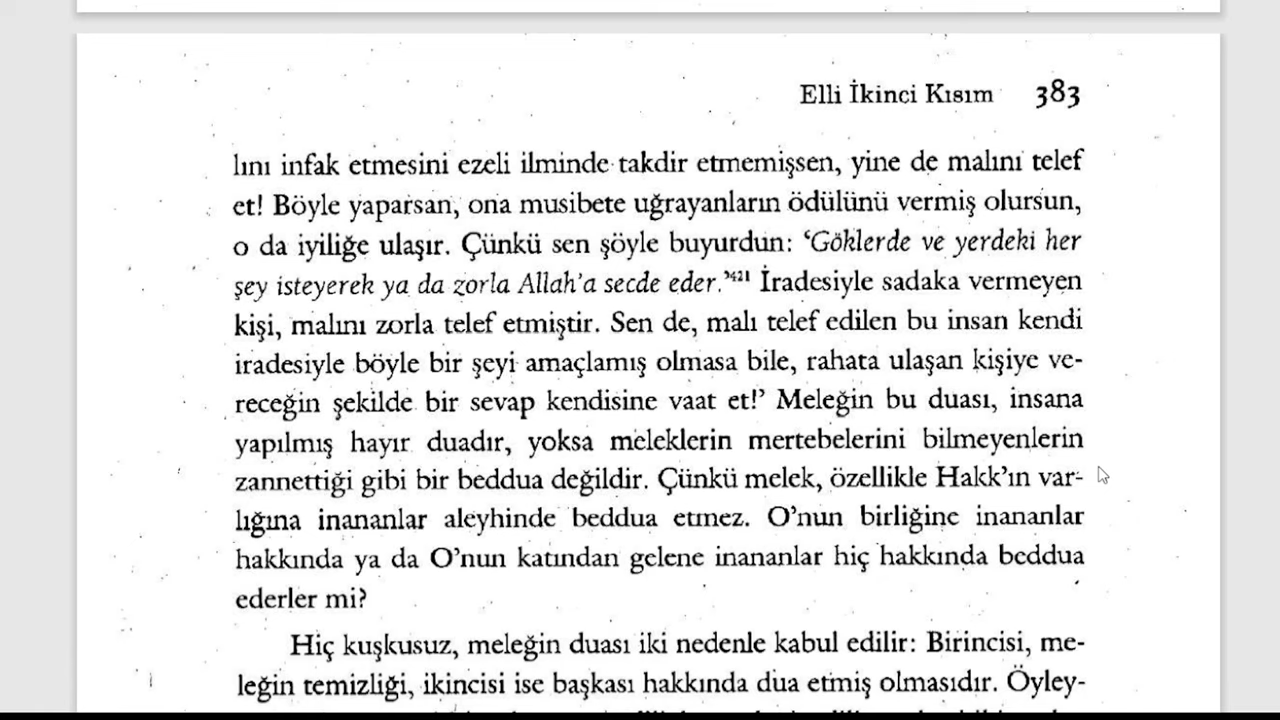 Elli İkinci Kısım 383
lını infak etmesini ezeli ilminde takdir etmemişsen, yine de malını telef
et! Böyle yaparsan, ona musibete uğrayanların ödülünü vermiş olursun,
o da iyiliğe ulaşır. Çünkü sen şöyle buyurdun: ‘Göklerde ve yerdeki her
şey isteyerek ya da zorla Allah’a secde eder.’⁴²¹ İradesiyle sadaka vermeyen
kişi, malını zorla telef etmiştir. Sen de, malı telef edilen bu insan kendi
iradesiyle böyle bir şeyi amaçlamış olmasa bile, rahata ulaşan kişiye ve-
receğin şekilde bir sevap kendisine vaat et!’ Meleğin bu duası, insana
yapılmış hayır duadır, yoksa meleklerin mertebelerini bilmeyenlerin
zannettiği gibi bir beddua değildir. Çünkü melek, özellikle Hakk’ın var-
lığına inananlar aleyhinde beddua etmez. O’nun birliğine inananlar
hakkında ya da O’nun katından gelene inananlar hiç hakkında beddua
ederler mi?
Hiç kuşkusuz, meleğin duası iki nedenle kabul edilir: Birincisi, me-
leğin temizliği, ikincisi ise başkası hakkında dua etmiş olmasıdır. Öyley-